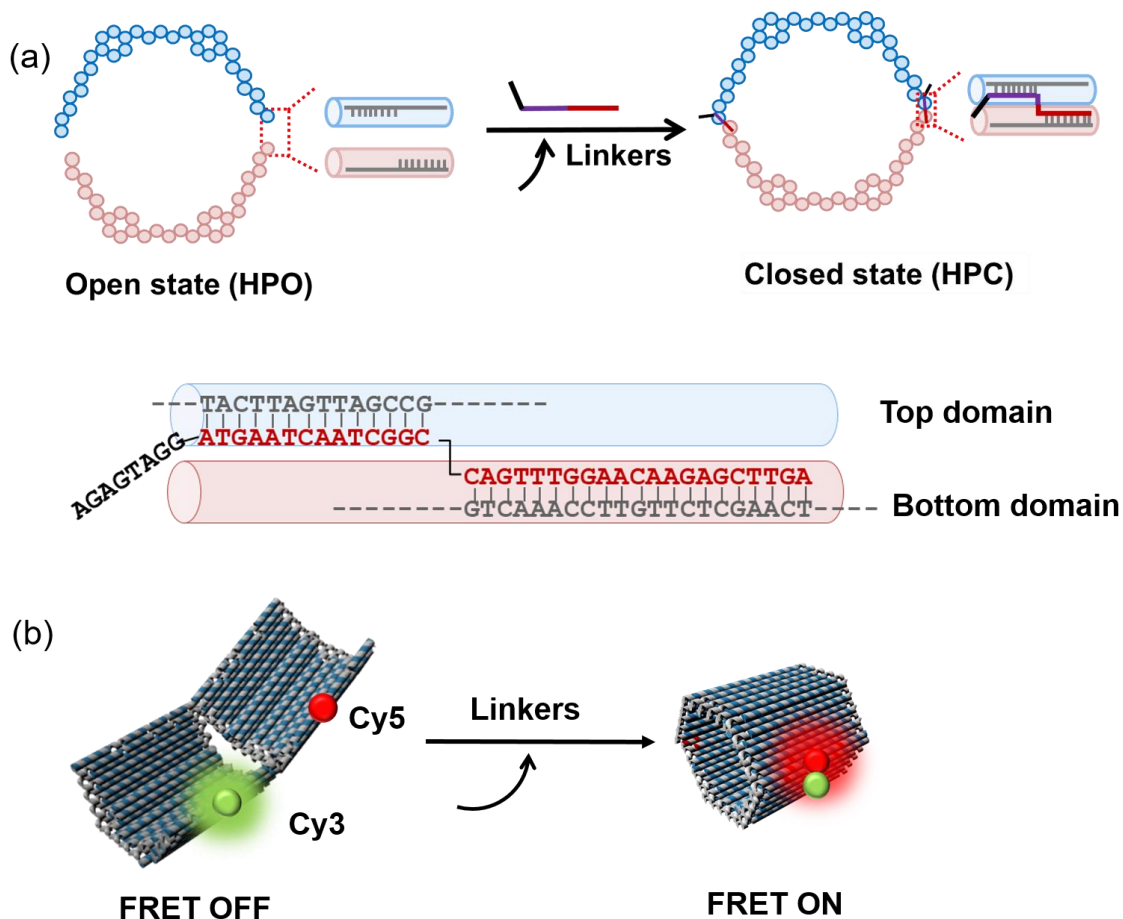 (a)
Linkers
Open state (HPO)
Closed state (HPC)
TACTTAGTTAGCCG
Top domain
AGAGTAGG
ATGAATCAATCGGC
CAGTTTGGAACAAGAGCTTGA
GTCAAACCTTGTTCTCGAACT
Bottom domain
(b)
Cy5
Linkers
Cy3
FRET OFF
FRET ON